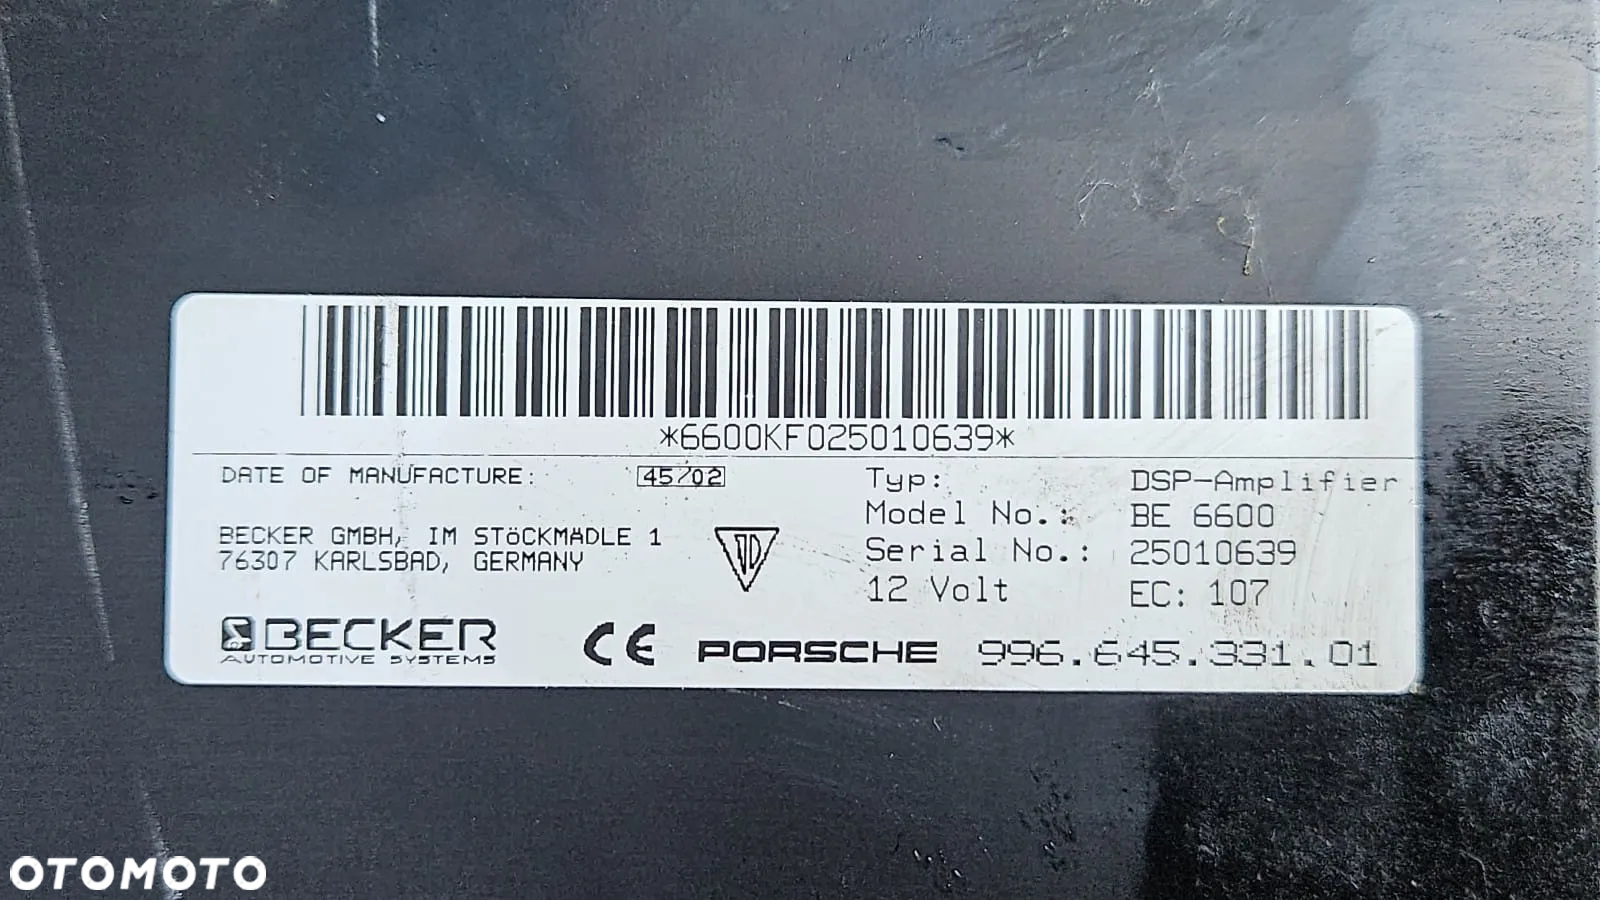 *6600KF025010639*
DATE OF MANUFACTURE: 45/02
BECKER GMBH, IM STöCKMÄDLE 1
76307 KARLSBAD, GERMANY
BECKER
AUTOMOTIVE SYSTEMS
CE
PORSCHE 996.645.331.01
Typ: DSP-Amplifier
Model No.: BE 6600
Serial No.: 25010639
12 Volt EC: 107
OTOMOTO